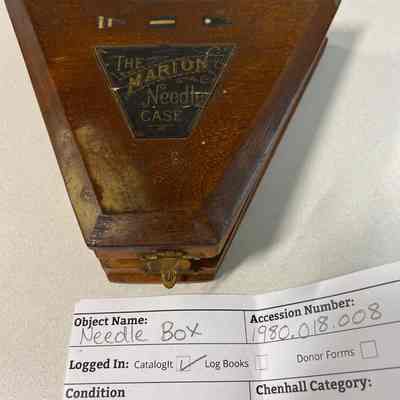 THE
MARION
Needle
CASE
Object Name:
Needle Box
Accession Number:
1980.018.008
Logged In: CatalogIt ☑ Log Books ☐ Donor Forms ☐
Condition
Chenhall Category: